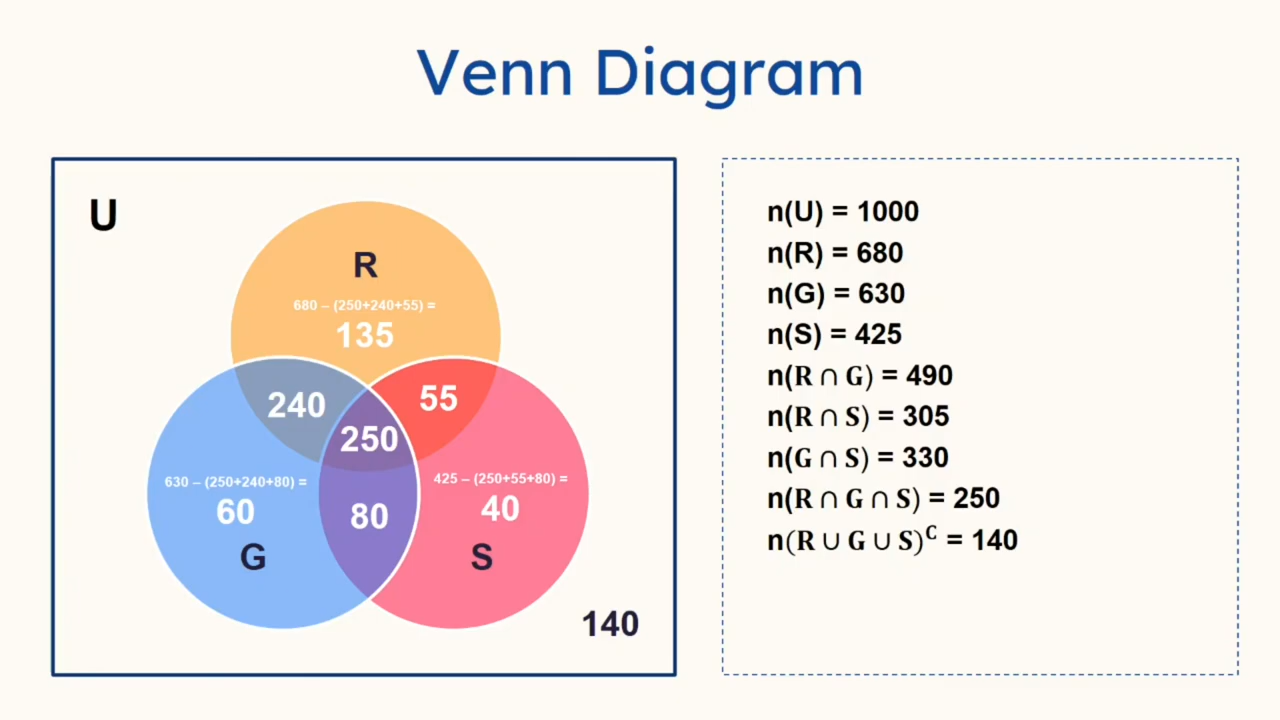 Venn Diagram
U
R
680 – (250+240+55) =
135
240
55
250
630 – (250+240+80) =
60
G
80
425 – (250+55+80) =
40
S
140
n(U) = 1000
n(R) = 680
n(G) = 630
n(S) = 425
n(R ∩ G) = 490
n(R ∩ S) = 305
n(G ∩ S) = 330
n(R ∩ G ∩ S) = 250
n(R ∪ G ∪ S)ᶜ = 140